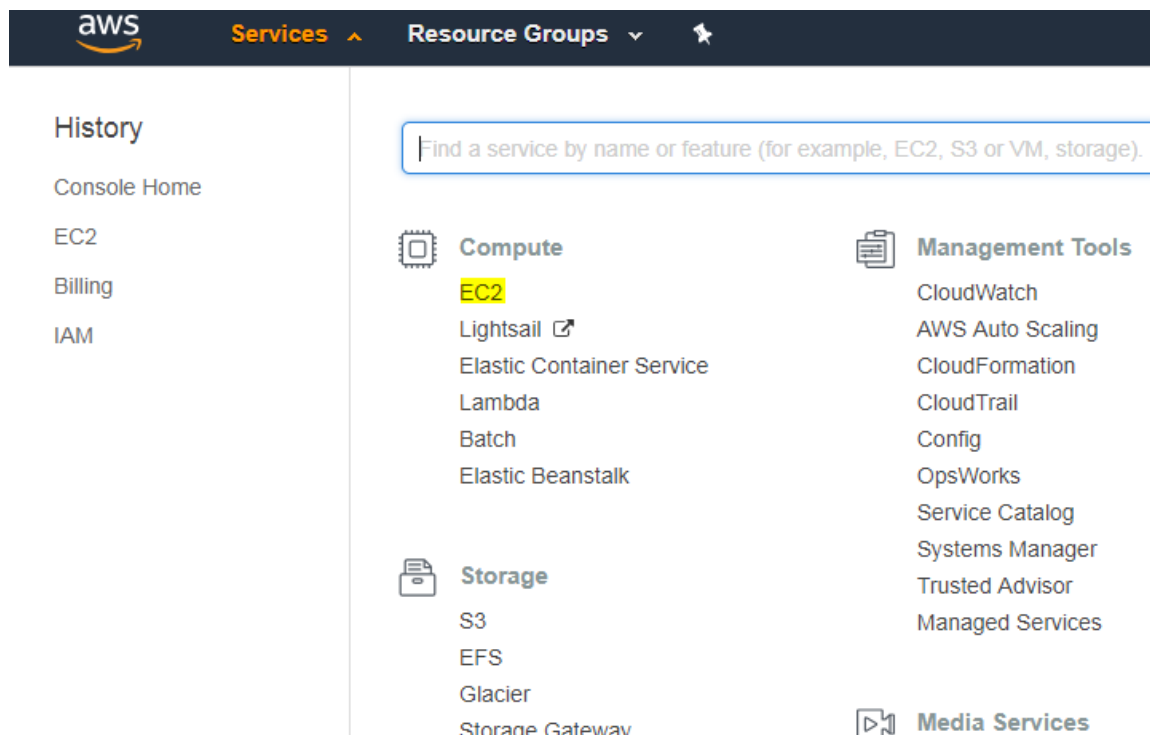 aws Services Resource Groups
History
Console Home
EC2
Billing
IAM
Find a service by name or feature (for example, EC2, S3 or VM, storage).
Compute
EC2
Lightsail
Elastic Container Service
Lambda
Batch
Elastic Beanstalk
Storage
S3
EFS
Glacier
Storage Gateway
Management Tools
CloudWatch
AWS Auto Scaling
CloudFormation
CloudTrail
Config
OpsWorks
Service Catalog
Systems Manager
Trusted Advisor
Managed Services
Media Services